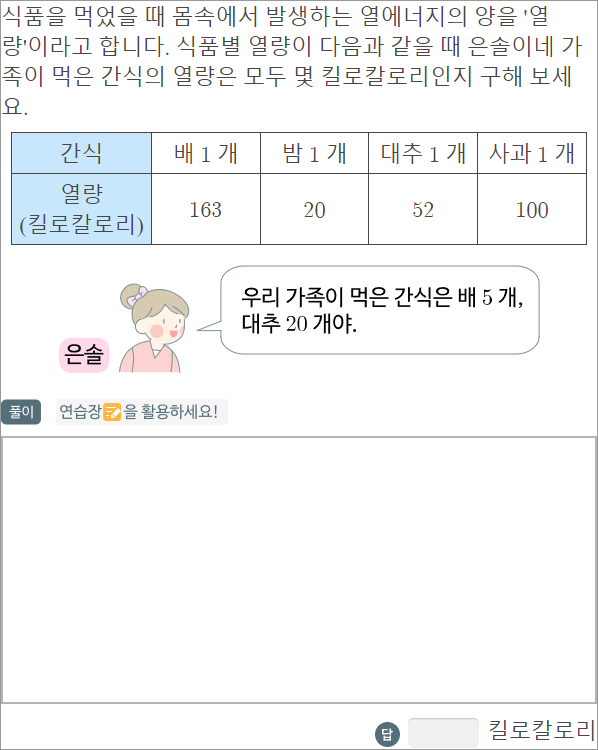 식품을 먹었을 때 몸속에서 발생하는 열에너지의 양을 '열
량'이라고 합니다. 식품별 열량이 다음과 같을 때 은솔이네 가
족이 먹은 간식의 열량은 모두 몇 킬로칼로리인지 구해 보세
요.
간식 배 1 개 밤 1 개 대추 1 개 사과 1 개
열량
(킬로칼로리) 163 20 52 100
우리 가족이 먹은 간식은 배 5 개,
대추 20 개야.
은솔
풀이 연습장을 활용하세요!
답 킬로칼로리